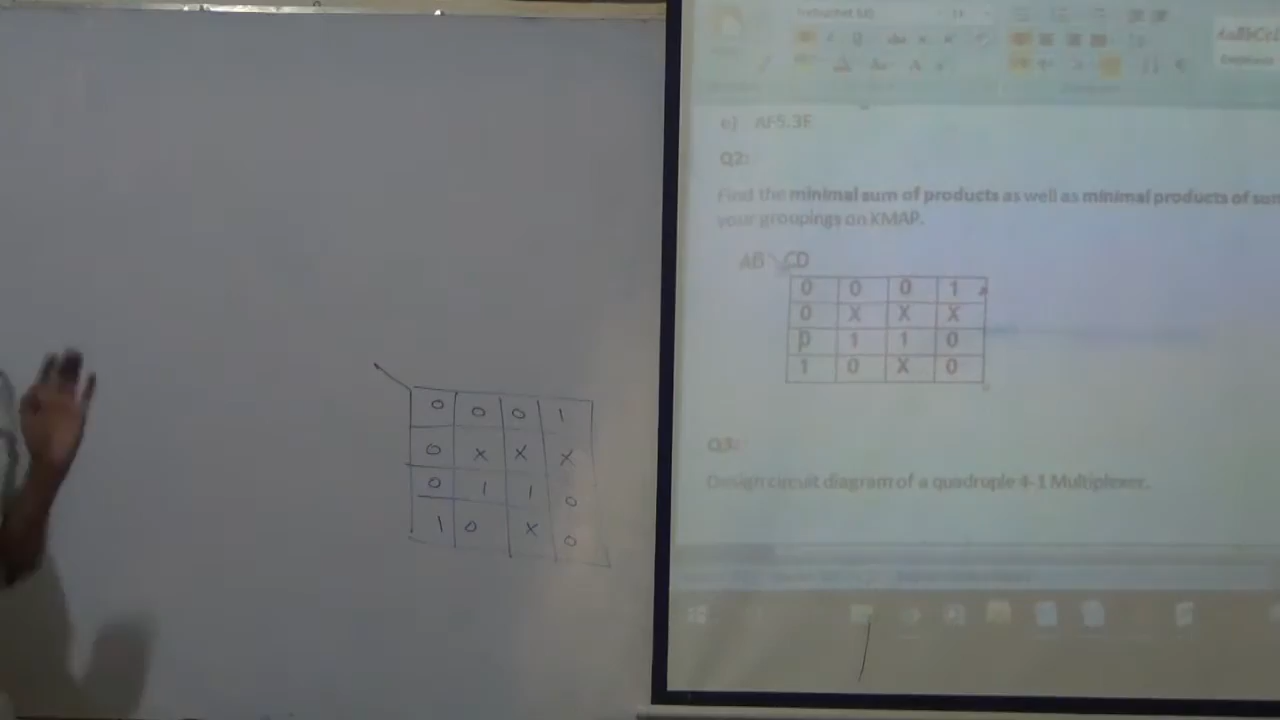 0 0 0 1
0 X X X
0 1 1 0
1 0 X 0
e) AF5.3E
Q2:
Find the minimal sum of products as well as minimal products of sum
your groupings on KMAP.
AB \ CD
0 0 0 1
0 X X X
p 1 1 0
1 0 X 0
Q3:
Design circuit diagram of a quadruple 4-1 Multiplexer.